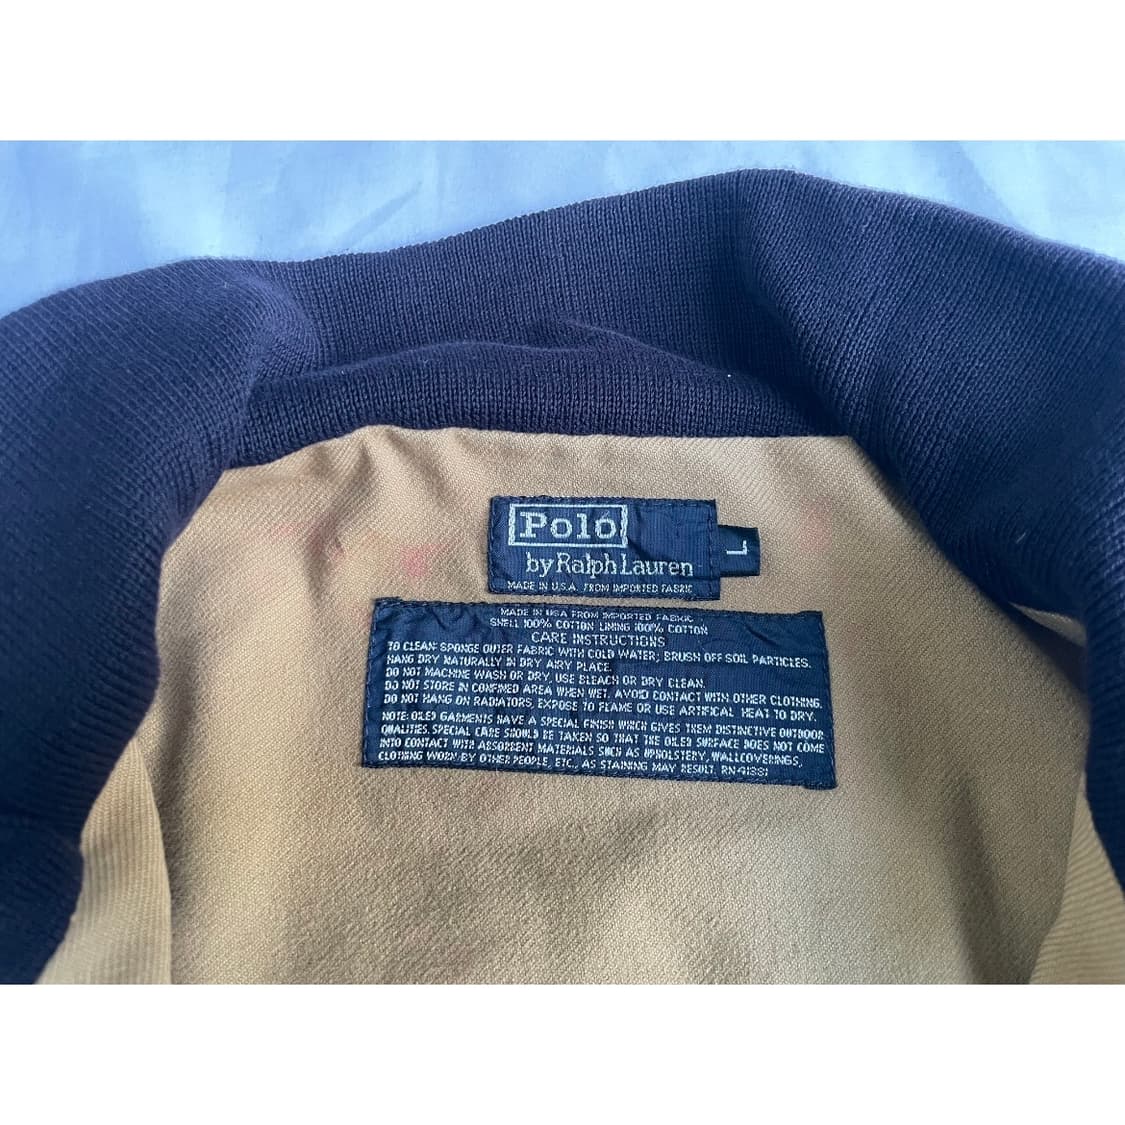 Polo
by Ralph Lauren
MADE IN U.S.A. FROM IMPORTED FABRIC
L
MADE IN USA FROM IMPORTED FABRIC
SHELL 100% COTTON LINING 100% COTTON
CARE INSTRUCTIONS
TO CLEAN: SPONGE OUTER FABRIC WITH COLD WATER; BRUSH OFF SOIL PARTICLES.
HANG DRY NATURALLY IN DRY AIRY PLACE.
DO NOT MACHINE WASH OR DRY, USE BLEACH OR DRY CLEAN.
DO NOT STORE IN CONFINED AREA WHEN WET. AVOID CONTACT WITH OTHER CLOTHING.
DO NOT HANG ON RADIATORS, EXPOSE TO FLAME OR USE ARTIFICAL HEAT TO DRY.
NOTE: OILED GARMENTS HAVE A SPECIAL FINISH WHICH GIVES THEM DISTINCTIVE OUTDOOR
QUALITIES. SPECIAL CARE SHOULD BE TAKEN SO THAT THE OILED SURFACE DOES NOT COME
INTO CONTACT WITH ABSORBENT MATERIALS SUCH AS UPHOLSTERY, WALLCOVERINGS,
CLOTHING WORN BY OTHER PEOPLE, ETC., AS STAINING MAY RESULT. RN41381